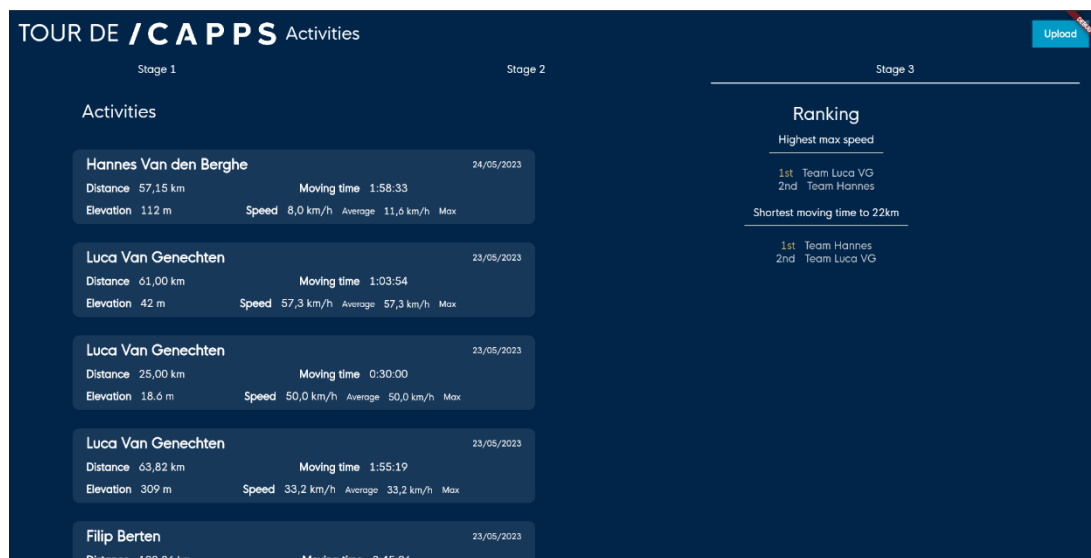 TOUR DE /CAPPS Activities
Upload
DEBUG
Stage 1 Stage 2 Stage 3
Activities
Hannes Van den Berghe 24/05/2023
Distance 57,15 km Moving time 1:58:33
Elevation 112 m Speed 8,0 km/h Average 11,6 km/h Max
Luca Van Genechten 23/05/2023
Distance 61,00 km Moving time 1:03:54
Elevation 42 m Speed 57,3 km/h Average 57,3 km/h Max
Luca Van Genechten 23/05/2023
Distance 25,00 km Moving time 0:30:00
Elevation 18.6 m Speed 50,0 km/h Average 50,0 km/h Max
Luca Van Genechten 23/05/2023
Distance 63,82 km Moving time 1:55:19
Elevation 309 m Speed 33,2 km/h Average 33,2 km/h Max
Filip Berten 23/05/2023
Ranking
Highest max speed
1st Team Luca VG
2nd Team Hannes
Shortest moving time to 22km
1st Team Hannes
2nd Team Luca VG